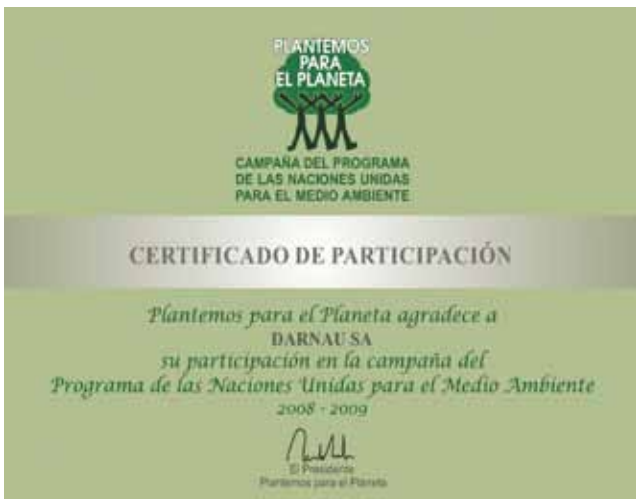 PLANTEMOS
PARA
EL PLANETA
CAMPAÑA DEL PROGRAMA
DE LAS NACIONES UNIDAS
PARA EL MEDIO AMBIENTE
CERTIFICADO DE PARTICIPACIÓN
Plantemos para el Planeta agradece a
DARNAU SA
su participación en la campaña del
Programa de las Naciones Unidas para el Medio Ambiente
2008 - 2009
El Presidente
Plantemos para el Planeta